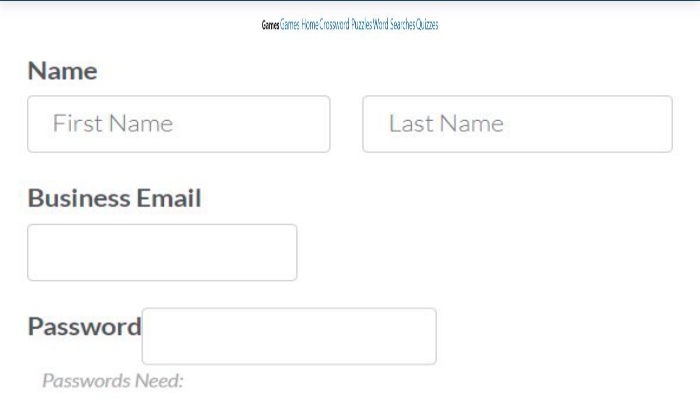 Games Games Home Crossword Puzzles Word Searches Quizzes
Name
First Name Last Name
Business Email
Password
Passwords Need: